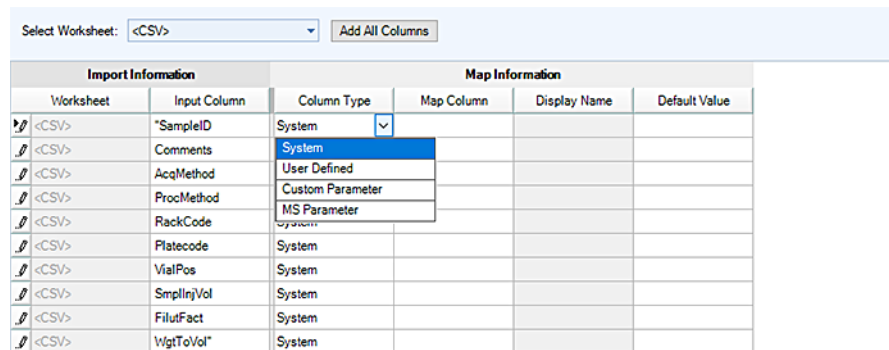 Select Worksheet: <CSV> Add All Columns
Import Information Map Information
Worksheet Input Column Column Type Map Column Display Name Default Value
<CSV> "SampleID System
<CSV> Comments System
<CSV> AcqMethod User Defined
<CSV> ProcMethod Custom Parameter
<CSV> RackCode MS Parameter
<CSV> Platecode System
<CSV> VialPos System
<CSV> SmplInjVol System
<CSV> FilutFact System
<CSV> WgtToVol" System